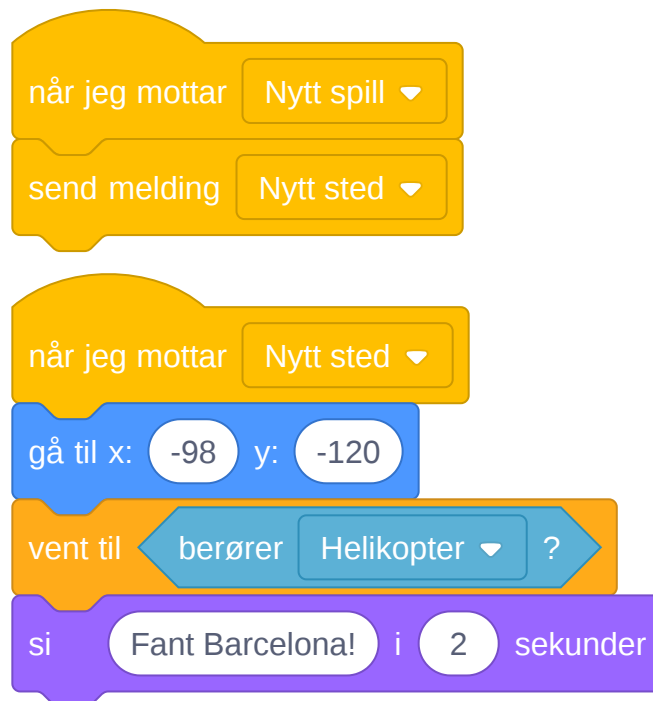 når jeg mottar Nytt spill
send melding Nytt sted
når jeg mottar Nytt sted
gå til x: -98 y: -120
vent til berører Helikopter ?
si Fant Barcelona! i 2 sekunder